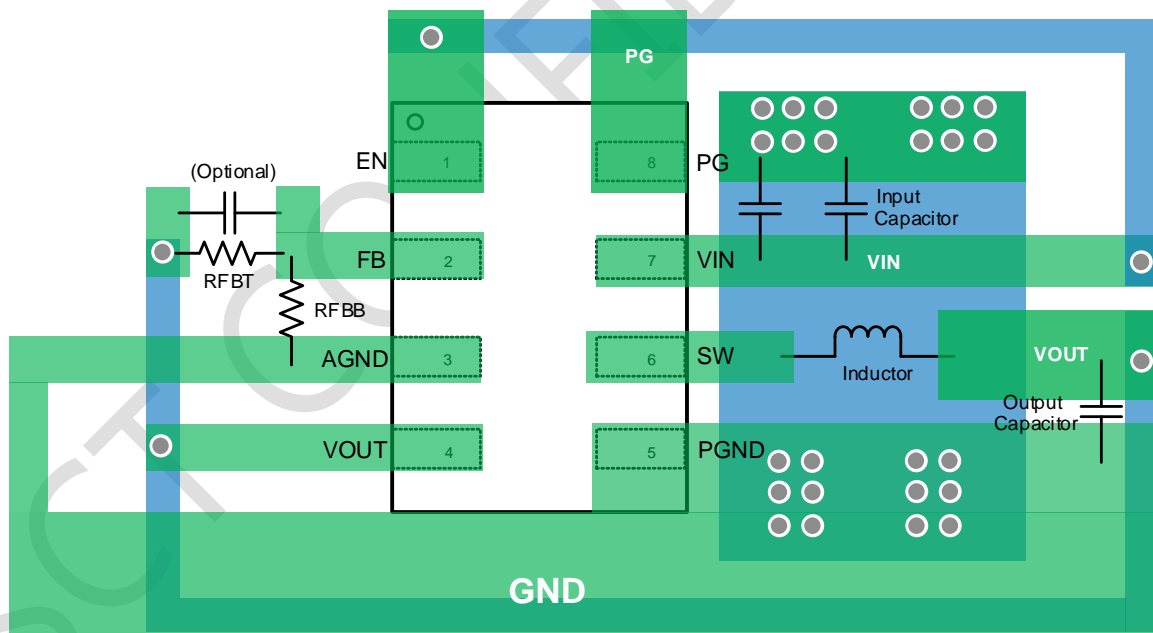 PG
EN
1
8
PG
(Optional)
Input
Capacitor
FB
2
7
VIN
VIN
RFBT
RFBB
AGND
3
6
SW
VOUT
Inductor
Output
Capacitor
VOUT
4
5
PGND
GND